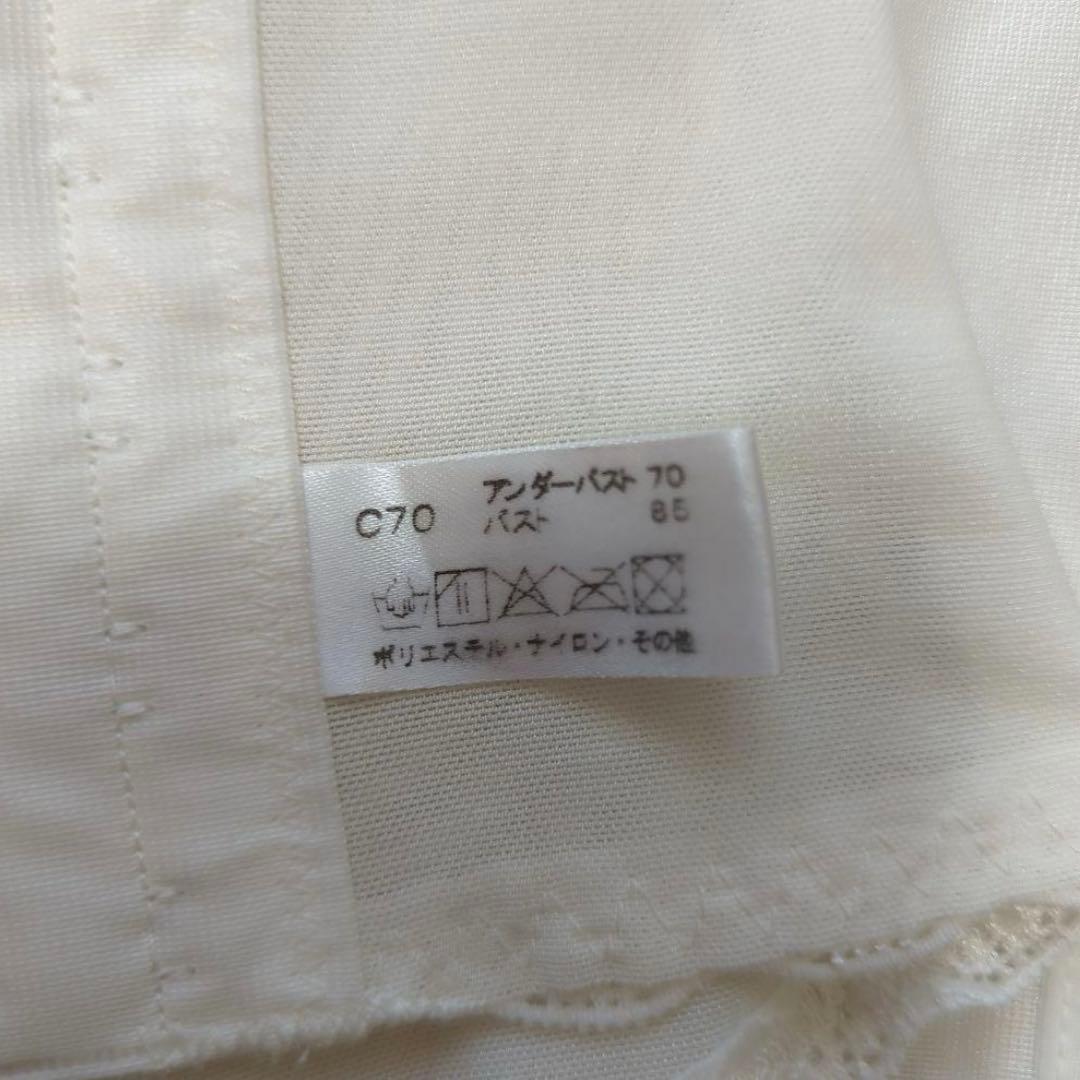 C70
アンダーバスト 70
バスト 85
ポリエステル・ナイロン・その他